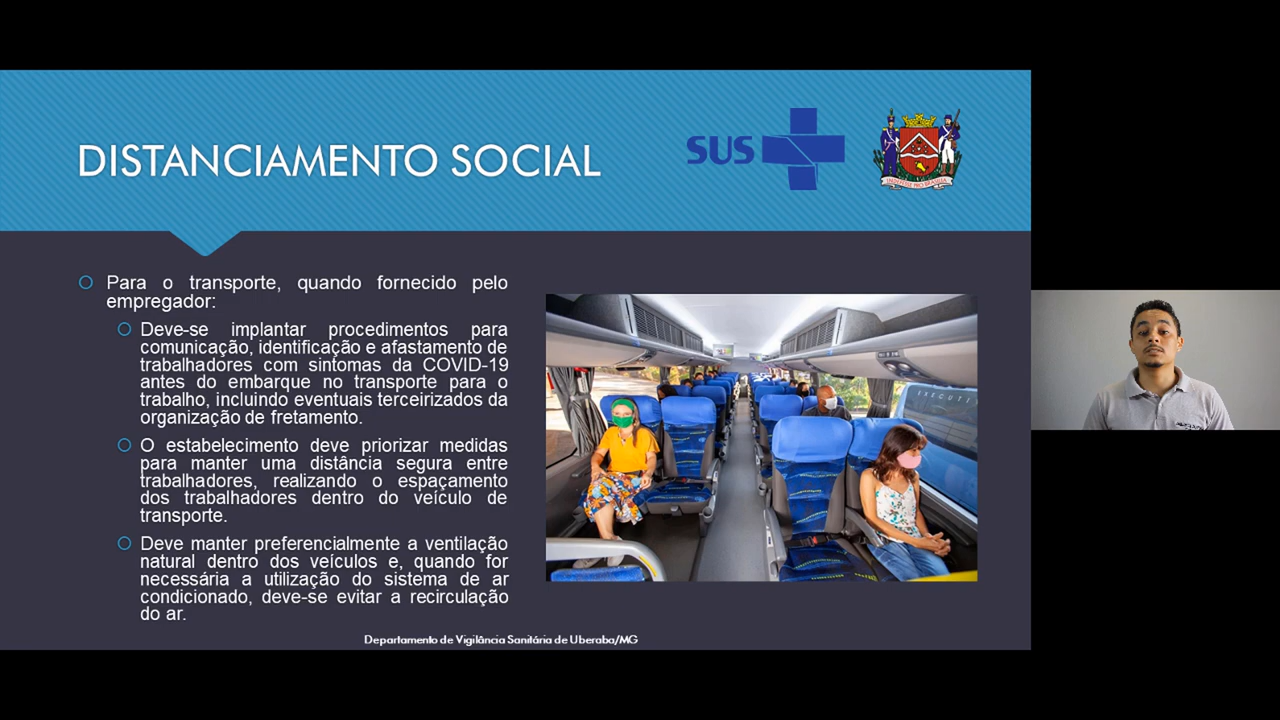 DISTANCIAMENTO SOCIAL
SUS
Para o transporte, quando fornecido pelo
empregador:
Deve-se implantar procedimentos para
comunicação, identificação e afastamento de
trabalhadores com sintomas da COVID-19
antes do embarque no transporte para o
trabalho, incluindo eventuais terceirizados da
organização de fretamento.
O estabelecimento deve priorizar medidas
para manter uma distância segura entre
trabalhadores, realizando o espaçamento
dos trabalhadores dentro do veículo de
transporte.
Deve manter preferencialmente a ventilação
natural dentro dos veículos e, quando for
necessária a utilização do sistema de ar
condicionado, deve-se evitar a recirculação
do ar.
Departamento de Vigilância Sanitária de Uberaba/MG